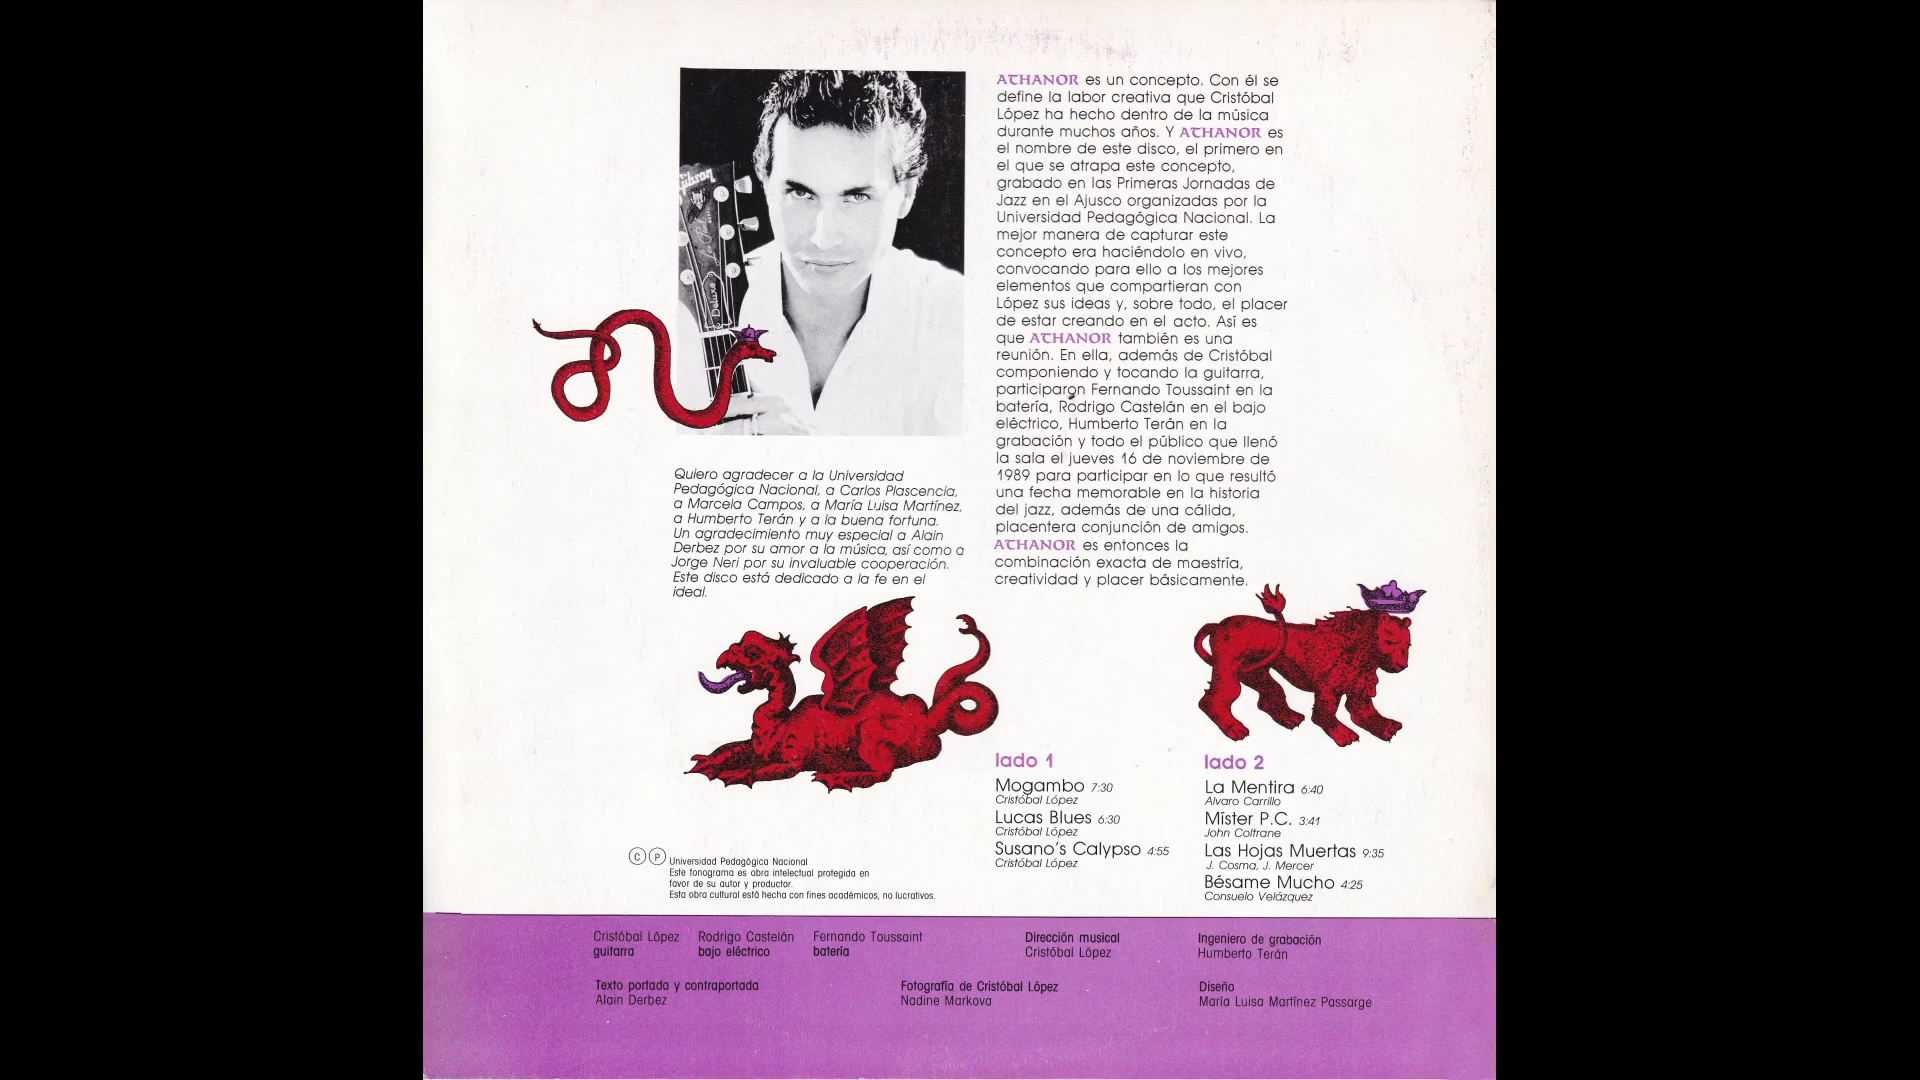 Gibson
Les Paul
Deluxe
ATHANOR es un concepto. Con él se
define la labor creativa que Cristóbal
López ha hecho dentro de la música
durante muchos años. Y ATHANOR es
el nombre de este disco, el primero en
el que se atrapa este concepto,
grabado en las Primeras Jornadas de
Jazz en el Ajusco organizadas por la
Universidad Pedagógica Nacional. La
mejor manera de capturar este
concepto era haciéndolo en vivo,
convocando para ello a los mejores
elementos que compartieran con
López sus ideas y, sobre todo, el placer
de estar creando en el acto. Así es
que ATHANOR también es una
reunión. En ella, además de Cristóbal
componiendo y tocando la guitarra,
participaron Fernando Toussaint en la
batería, Rodrigo Castelán en el bajo
eléctrico, Humberto Terán en la
grabación y todo el público que llenó
la sala el jueves 16 de noviembre de
1989 para participar en lo que resultó
una fecha memorable en la historia
del jazz, además de una cálida,
placentera conjunción de amigos.
ATHANOR es entonces la
combinación exacta de maestría,
creatividad y placer básicamente.
Quiero agradecer a la Universidad
Pedagógica Nacional, a Carlos Plascencia,
a Marcela Campos, a María Luisa Martínez,
a Humberto Terán y a la buena fortuna.
Un agradecimiento muy especial a Alain
Derbez por su amor a la música, así como a
Jorge Neri por su invaluable cooperación.
Este disco está dedicado a la fe en el
ideal.
lado 1
Mogambo 7:30
Cristóbal López
Lucas Blues 6:30
Cristóbal López
Susano's Calypso 4:55
Cristóbal López
lado 2
La Mentira 6:40
Alvaro Carrillo
Míster P.C. 3:41
John Coltrane
Las Hojas Muertas 9:35
J. Cosma, J. Mercer
Bésame Mucho 4:25
Consuelo Velázquez
C P Universidad Pedagógica Nacional
Este fonograma es obra intelectual protegida en
favor de su autor y productor.
Esta obra cultural está hecha con fines académicos, no lucrativos.
Cristóbal López
guitarra
Rodrigo Castelán
bajo eléctrico
Fernando Toussaint
batería
Dirección musical
Cristóbal López
Ingeniero de grabación
Humberto Terán
Texto portada y contraportada
Alain Derbez
Fotografía de Cristóbal López
Nadine Markova
Diseño
María Luisa Martínez Passarge